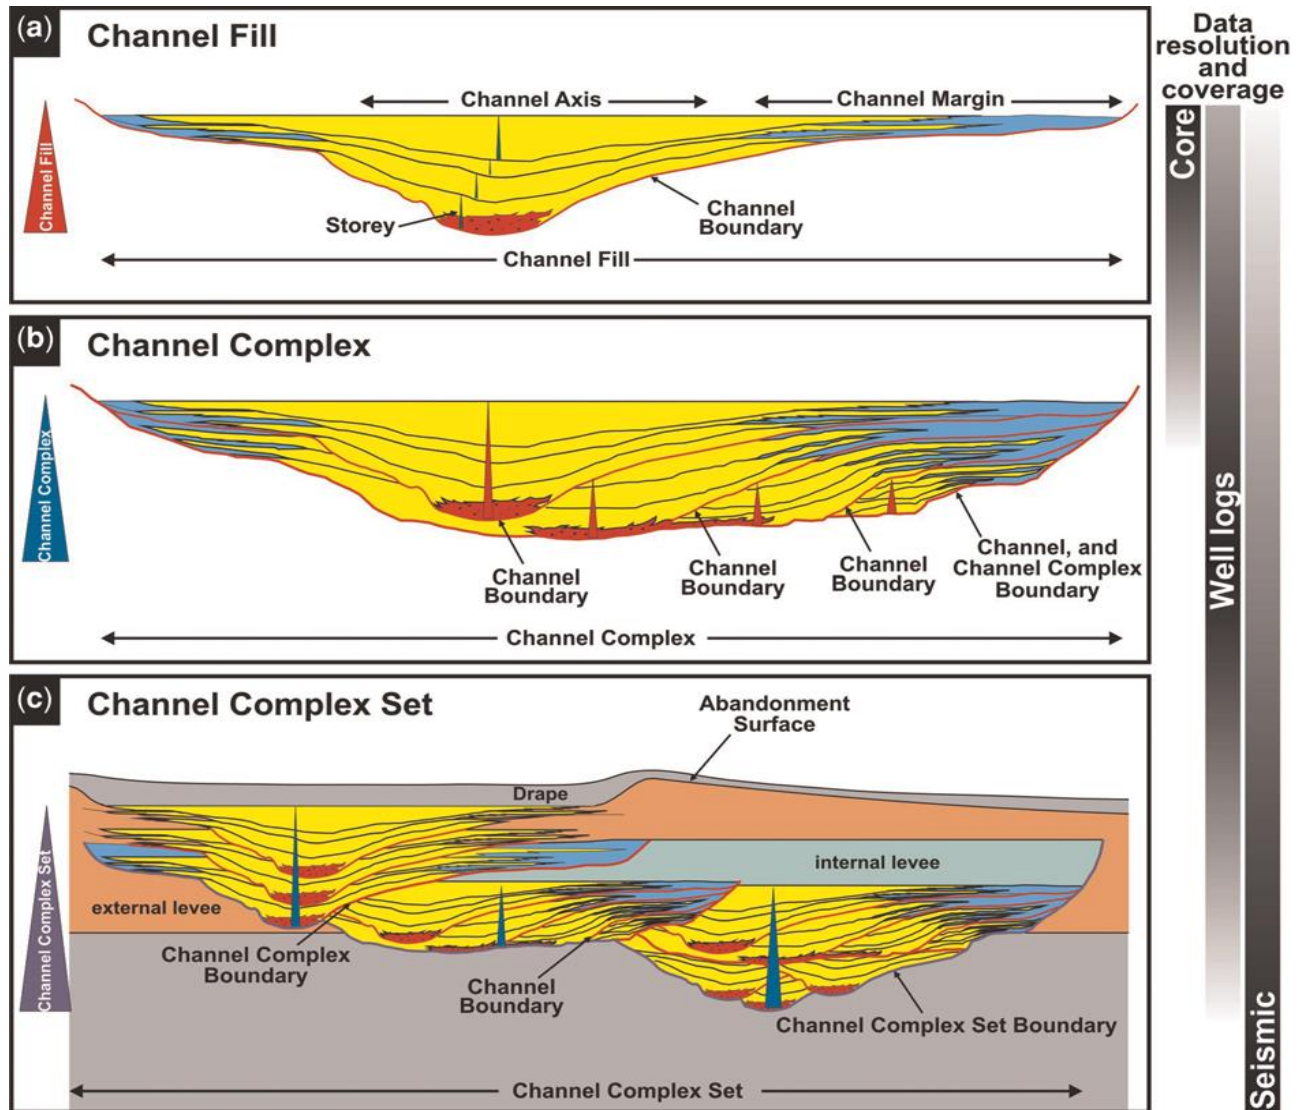 (a) Channel Fill
Channel Axis
Channel Margin
Channel Fill
Storey
Channel
Boundary
Channel Fill
(b) Channel Complex
Channel Complex
Channel
Boundary
Channel
Boundary
Channel
Boundary
Channel, and
Channel Complex
Boundary
Channel Complex
(c) Channel Complex Set
Abandonment
Surface
Drape
internal levee
external levee
Channel Complex Set
Channel Complex
Boundary
Channel
Boundary
Channel Complex Set Boundary
Channel Complex Set
Data
resolution
and
coverage
Core
Well logs
Seismic